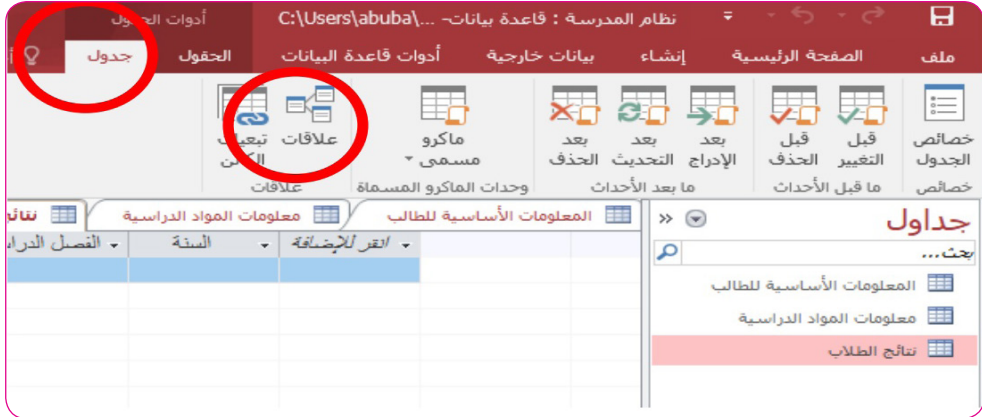 نظام المدرسة : قاعدة بيانات- ...\C:\Users\abuba
أدوات الجدول
ملف الصفحة الرئيسية إنشاء بيانات خارجية أدوات قاعدة البيانات الحقول جدول
خصائص الجدول
قبل التغيير
قبل الحذف
بعد الإدراج
بعد التحديث
بعد الحذف
ماكرو مسمى
علاقات
تبعيات الكائن
خصائص ما قبل الأحداث ما بعد الأحداث وحدات الماكرو المسماة علاقات
جداول
بحث...
المعلومات الأساسية للطالب
معلومات المواد الدراسية
نتائج الطلاب
المعلومات الأساسية للطالب معلومات المواد الدراسية
انقر للإضافة السنة الفصل